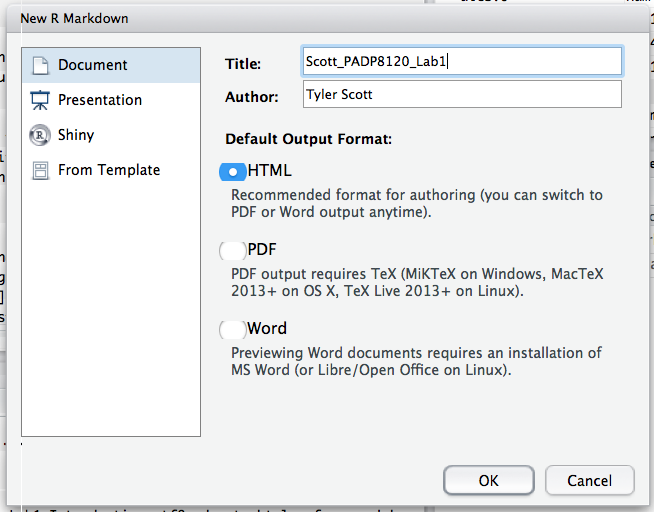 New R Markdown
Document
Presentation
Shiny
From Template
Title:
Scott_PADP8120_Lab1
Author:
Tyler Scott
Default Output Format:
HTML
Recommended format for authoring (you can switch to
PDF or Word output anytime).
PDF
PDF output requires TeX (MiKTeX on Windows, MacTeX
2013+ on OS X, TeX Live 2013+ on Linux).
Word
Previewing Word documents requires an installation of
MS Word (or Libre/Open Office on Linux).
OK
Cancel